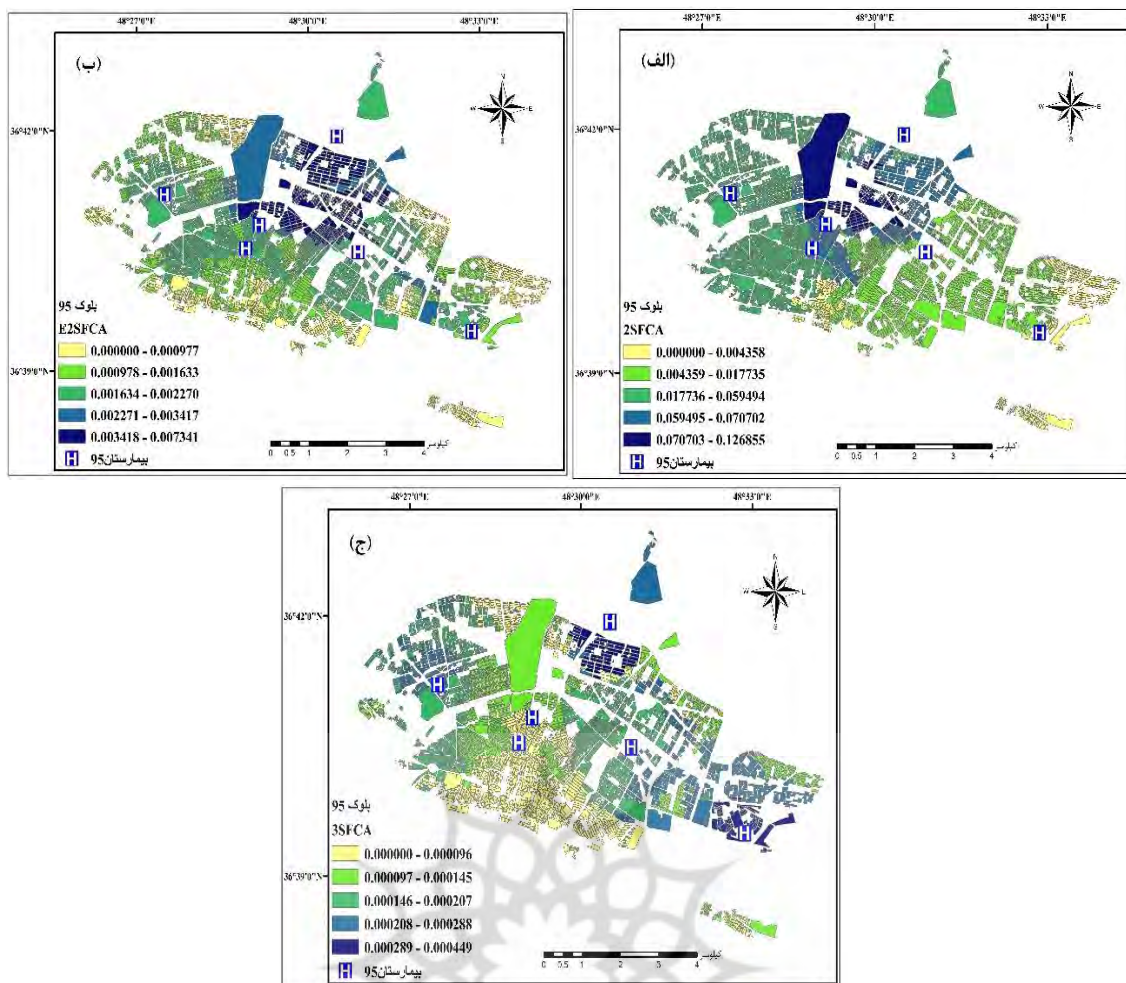 48°27'0"E 48°30'0"E 48°33'0"E
(الف)
N
W E
S
36°42'0"N
36°39'0"N
بلوک 95
2SFCA
0.000000 - 0.004358
0.004359 - 0.017735
0.017736 - 0.059494
0.059495 - 0.070702
0.070703 - 0.126855
H بیمارستان95
کیلومتر
0 0.5 1 2 3 4
H
H
H
H
H
H
48°27'0"E 48°30'0"E 48°33'0"E
(ب)
N
W E
S
36°42'0"N
36°39'0"N
بلوک 95
E2SFCA
0.000000 - 0.000977
0.000978 - 0.001633
0.001634 - 0.002270
0.002271 - 0.003417
0.003418 - 0.007341
H بیمارستان95
کیلومتر
0 0.5 1 2 3 4
H
H
H
H
H
H
48°27'0"E 48°30'0"E 48°33'0"E
(ج)
N
W E
S
36°42'0"N
36°39'0"N
بلوک 95
3SFCA
0.000000 - 0.000096
0.000097 - 0.000145
0.000146 - 0.000207
0.000208 - 0.000288
0.000289 - 0.000449
H بیمارستان95
کیلومتر
0 0.5 1 2 3 4
H
H
H
H
H
H